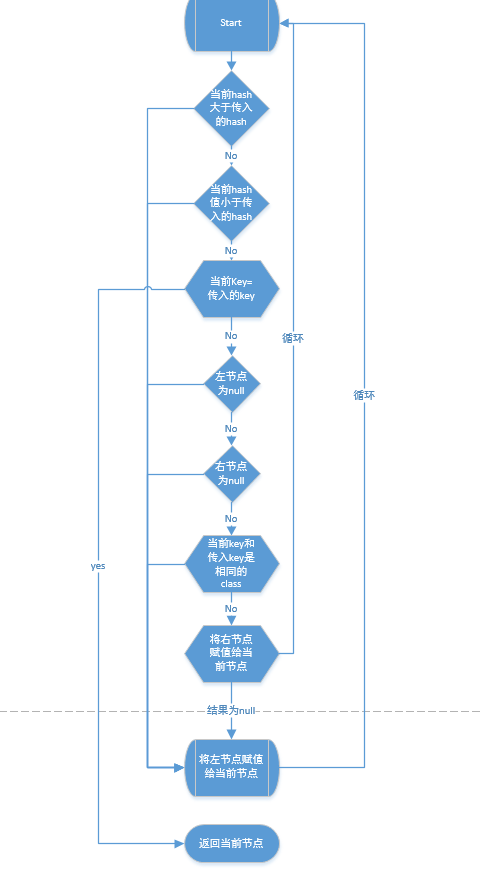 Start
当前hash
大于传入
的hash
No
当前hash
值小于传
入的hash
No
当前Key=
传入的key
No
循环
左节点
为null
循环
No
右节点
为null
No
当前key和
传入key是
相同的
class
yes
No
将右节点
赋值给当
前节点
结果为null
将左节点赋值
给当前节点
返回当前节点